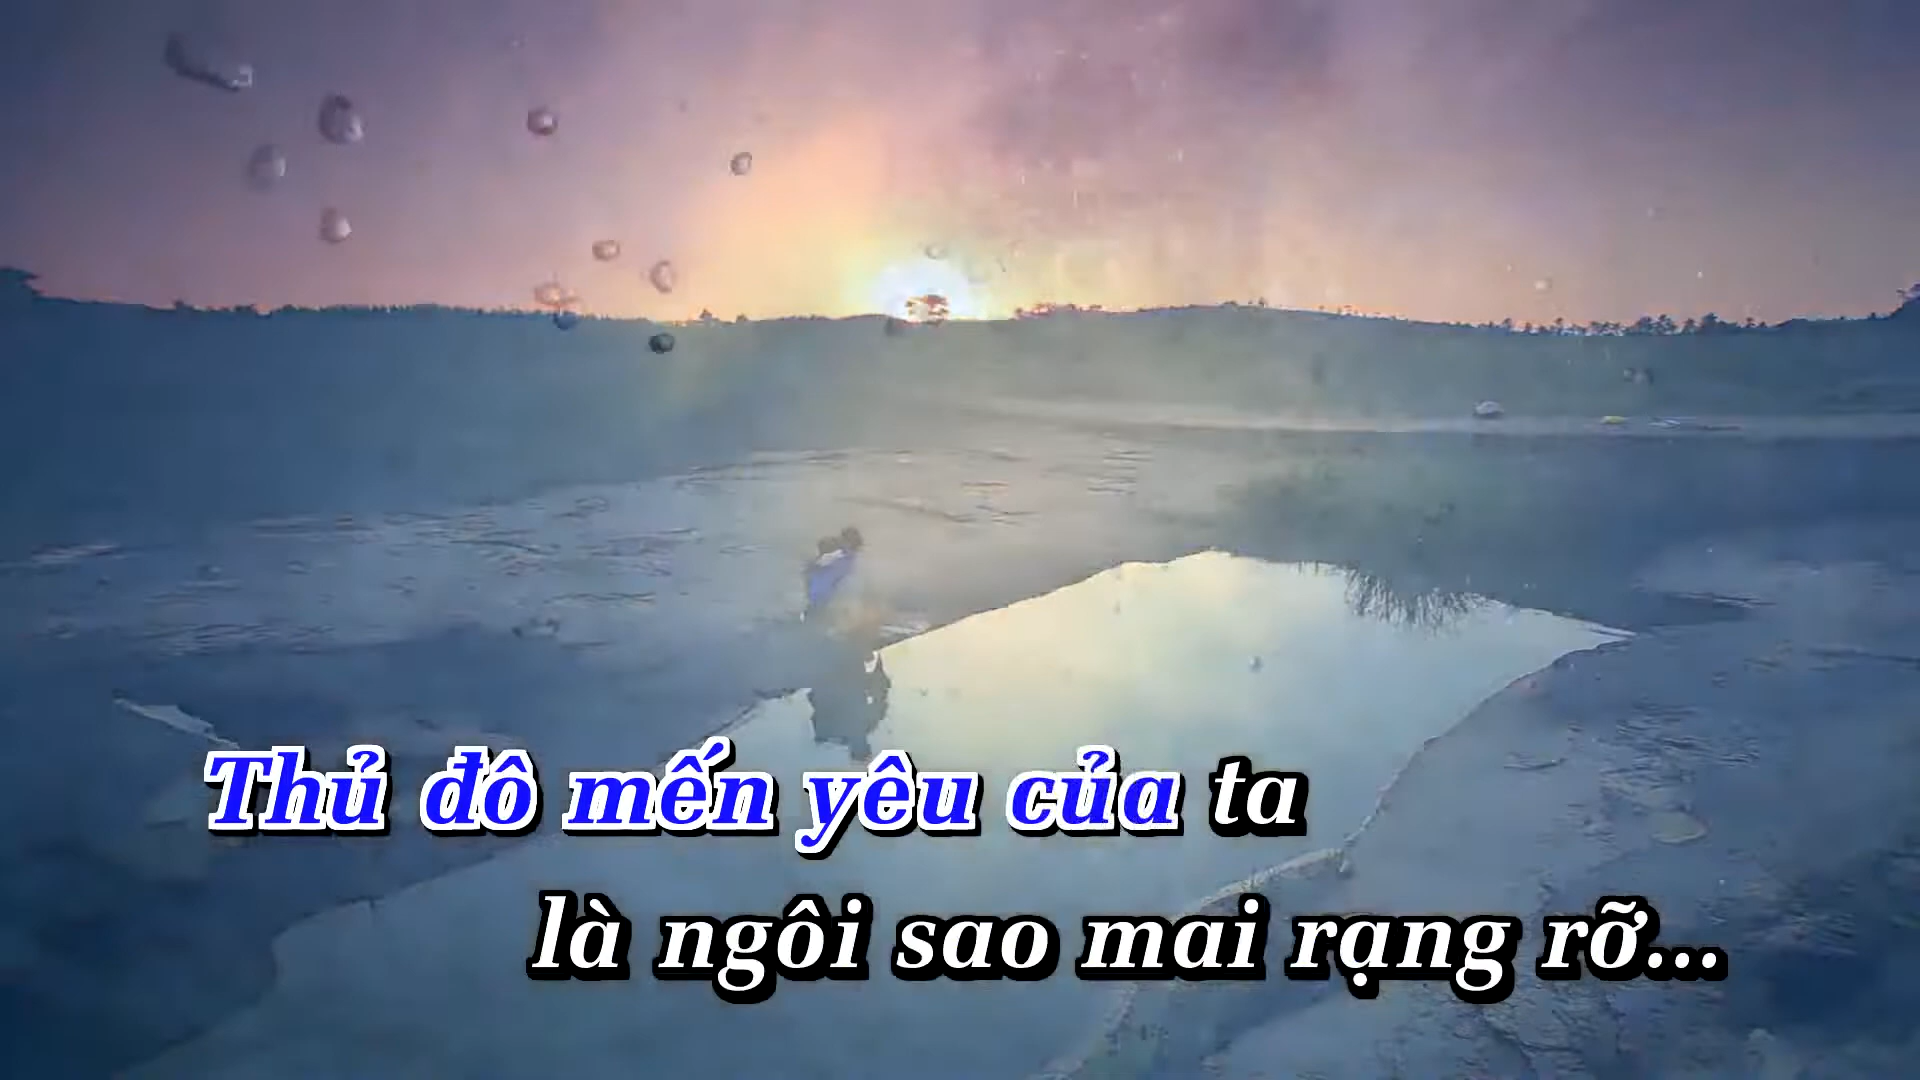 Thủ đô mến yêu của ta
là ngôi sao mai rạng rỡ...